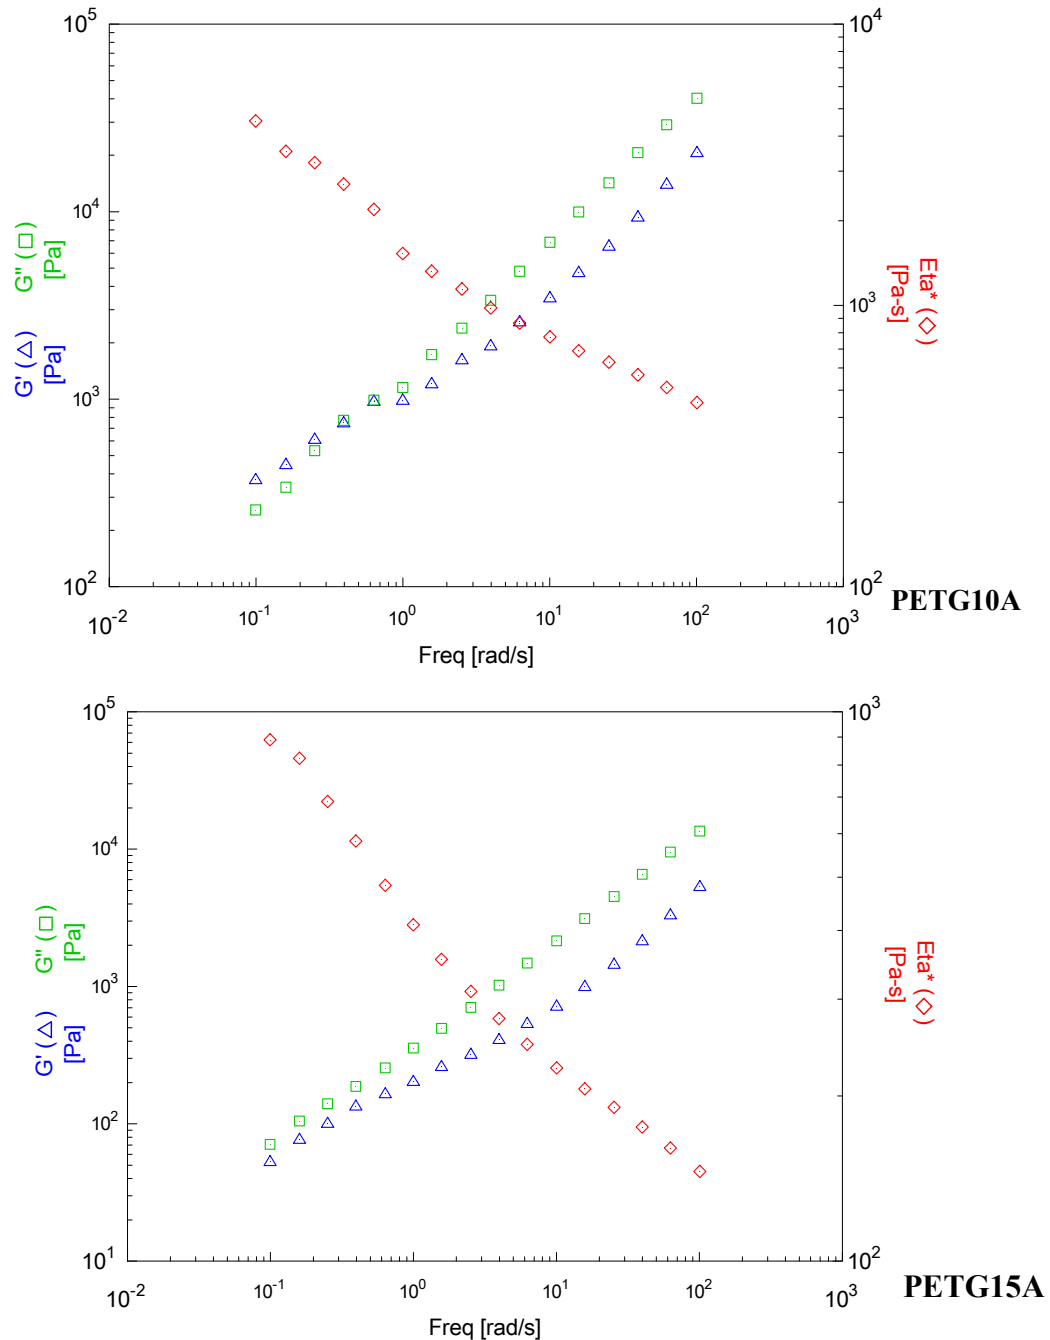 10^5
10^4
10^3
10^2
G" (□)
[Pa]
G' (△)
[Pa]
10^4
10^3
10^2
Eta* (◇)
[Pa-s]
10^-2
10^-1
10^0
10^1
10^2
10^3
Freq [rad/s]
PETG10A
10^5
10^4
10^3
10^2
10^1
G" (□)
[Pa]
G' (△)
[Pa]
10^3
10^2
Eta* (◇)
[Pa-s]
10^-2
10^-1
10^0
10^1
10^2
10^3
Freq [rad/s]
PETG15A